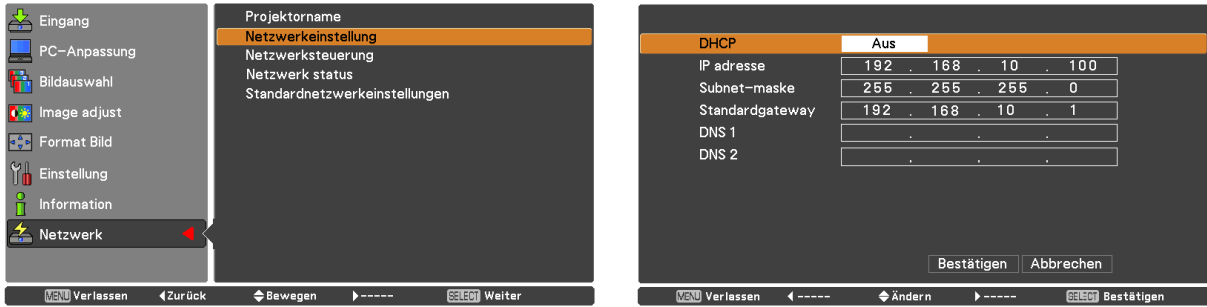 Eingang
PC-Anpassung
Bildauswahl
Image adjust
Format Bild
Einstellung
Information
Netzwerk
Projektorname
Netzwerkeinstellung
Netzwerksteuerung
Netzwerk status
Standardnetzwerkeinstellungen
MENU Verlassen Zurück Bewegen ----- SELECT Weiter
DHCP Aus
IP adresse 192 . 168 . 10 . 100
Subnet-maske 255 . 255 . 255 . 0
Standardgateway 192 . 168 . 10 . 1
DNS 1 . . .
DNS 2 . . .
Bestätigen Abbrechen
MENU Verlassen ----- Ändern ----- SELECT Bestätigen